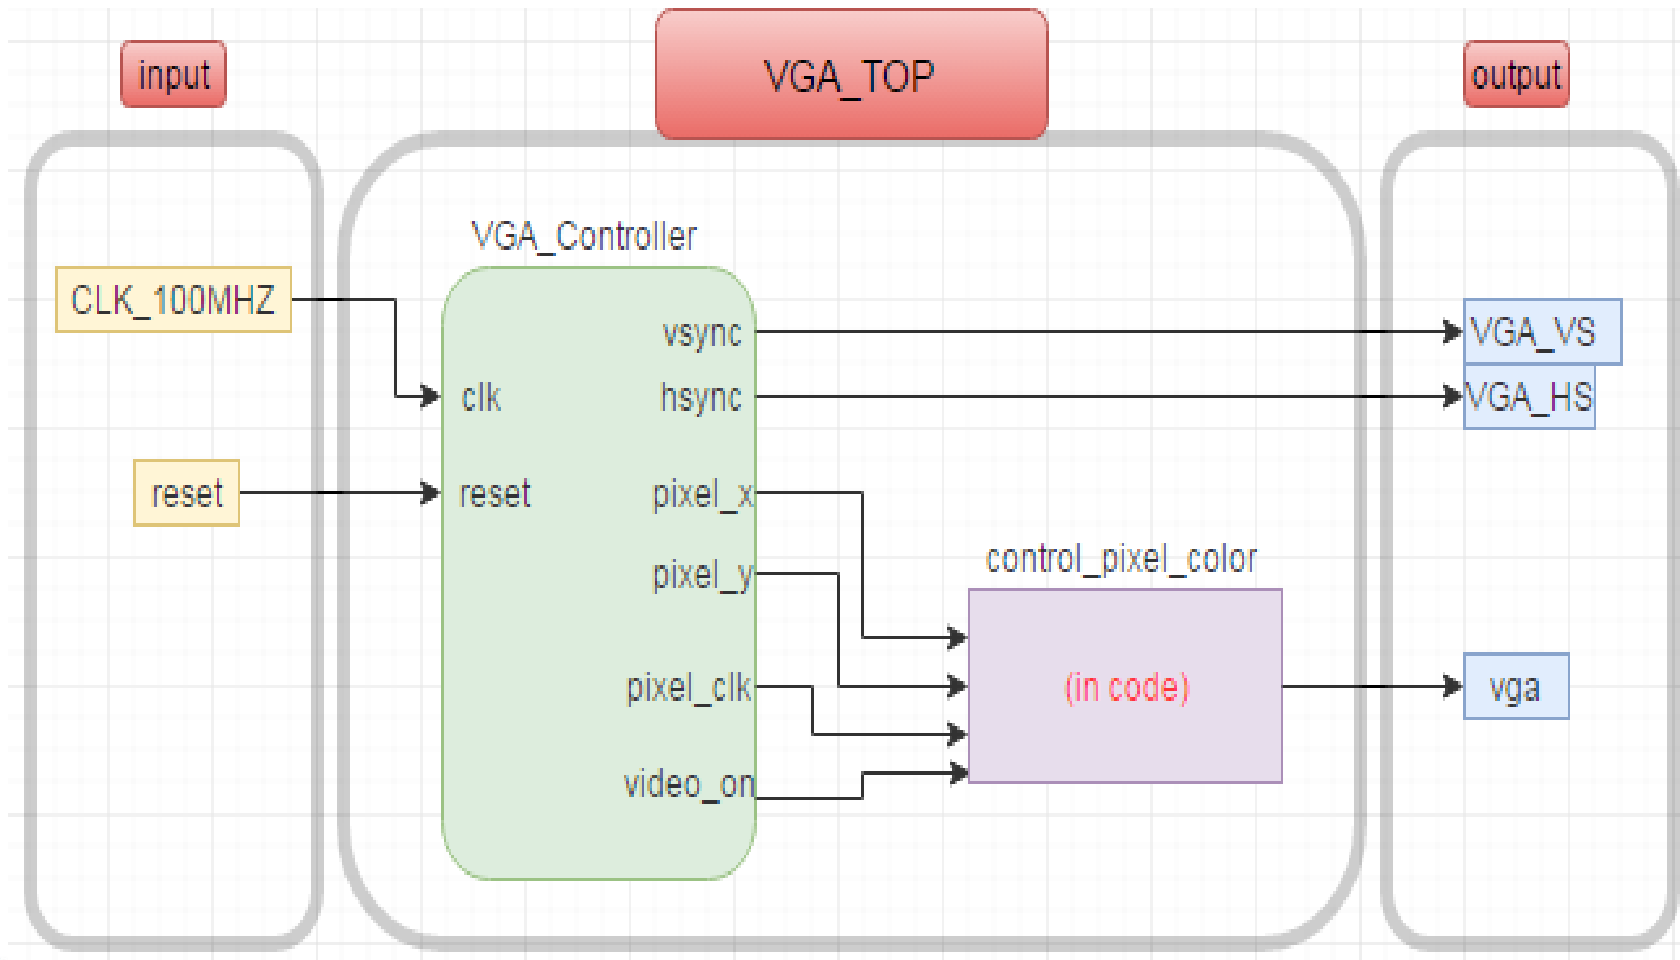 input
VGA_TOP
output
VGA_Controller
CLK_100MHZ
vsync
VGA_VS
clk
hsync
VGA_HS
reset
reset
pixel_x
pixel_y
control_pixel_color
pixel_clk
(in code)
vga
video_on